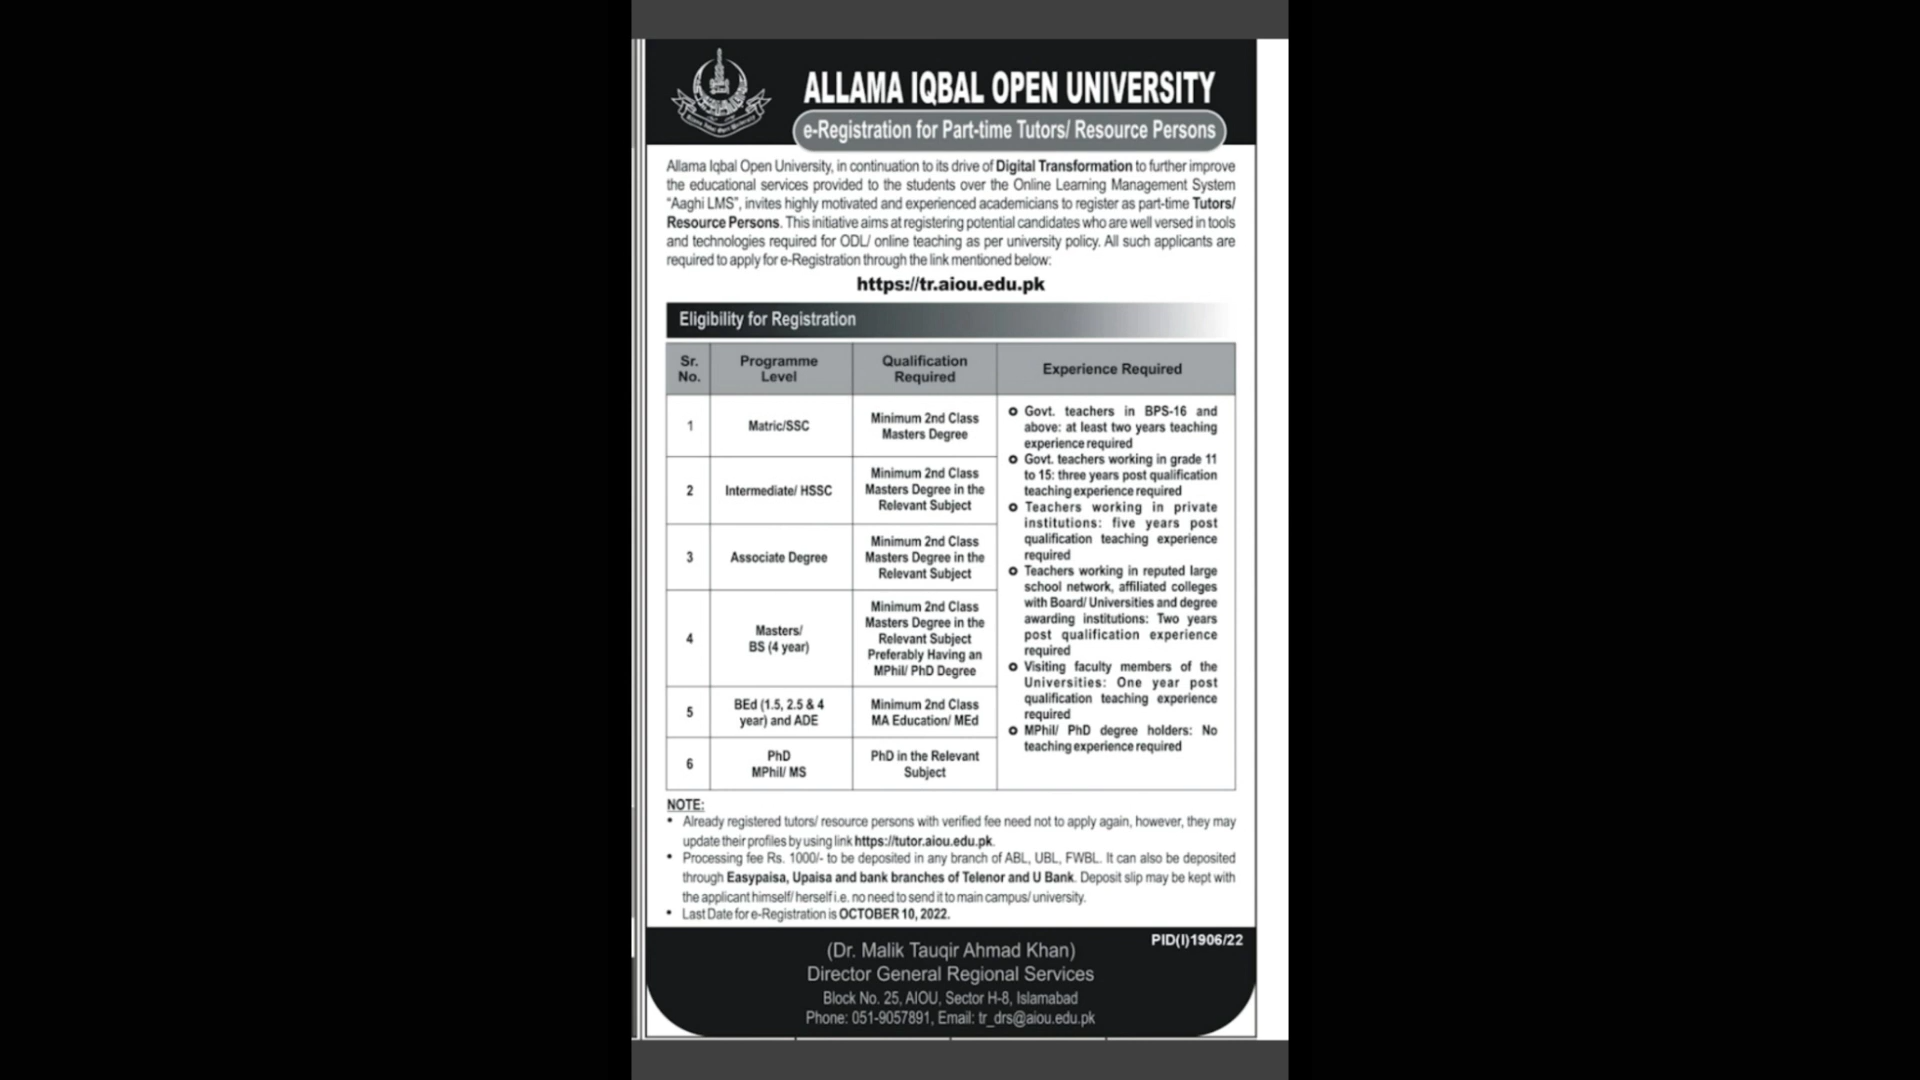 ALLAMA IQBAL OPEN UNIVERSITY
e-Registration for Part-time Tutors/ Resource Persons
Allama Iqbal Open University, in continuation to its drive of Digital Transformation to further improve
the educational services provided to the students over the Online Learning Management System
“Aaghi LMS”, invites highly motivated and experienced academicians to register as part-time Tutors/
Resource Persons. This initiative aims at registering potential candidates who are well versed in tools
and technologies required for ODL/ online teaching as per university policy. All such applicants are
required to apply for e-Registration through the link mentioned below:
https://tr.aiou.edu.pk
Eligibility for Registration
Sr.
No.
Programme
Level
Qualification
Required
Experience Required
1
Matric/SSC
Minimum 2nd Class
Masters Degree
2
Intermediate/ HSSC
Minimum 2nd Class
Masters Degree in the
Relevant Subject
3
Associate Degree
Minimum 2nd Class
Masters Degree in the
Relevant Subject
4
Masters/
BS (4 year)
Minimum 2nd Class
Masters Degree in the
Relevant Subject
Preferably Having an
MPhil/ PhD Degree
5
BEd (1.5, 2.5 & 4
year) and ADE
Minimum 2nd Class
MA Education/ MEd
6
PhD
MPhil/ MS
PhD in the Relevant
Subject
Govt. teachers in BPS-16 and
above: at least two years teaching
experience required
Govt. teachers working in grade 11
to 15: three years post qualification
teaching experience required
Teachers working in private
institutions: five years post
qualification teaching experience
required
Teachers working in reputed large
school network, affiliated colleges
with Board/ Universities and degree
awarding institutions: Two years
post qualification experience
required
Visiting faculty members of the
Universities: One year post
qualification teaching experience
required
MPhil/ PhD degree holders: No
teaching experience required
NOTE:
• Already registered tutors/ resource persons with verified fee need not to apply again, however, they may
update their profiles by using link https://tutor.aiou.edu.pk.
• Processing fee Rs. 1000/- to be deposited in any branch of ABL, UBL, FWBL. It can also be deposited
through Easypaisa, Upaisa and bank branches of Telenor and U Bank. Deposit slip may be kept with
the applicant himself/ herself i.e. no need to send it to main campus/ university.
• Last Date for e-Registration is OCTOBER 10, 2022.
PID(I)1906/22
(Dr. Malik Tauqir Ahmad Khan)
Director General Regional Services
Block No. 25, AIOU, Sector H-8, Islamabad
Phone: 051-9057891, Email: tr_drs@aiou.edu.pk